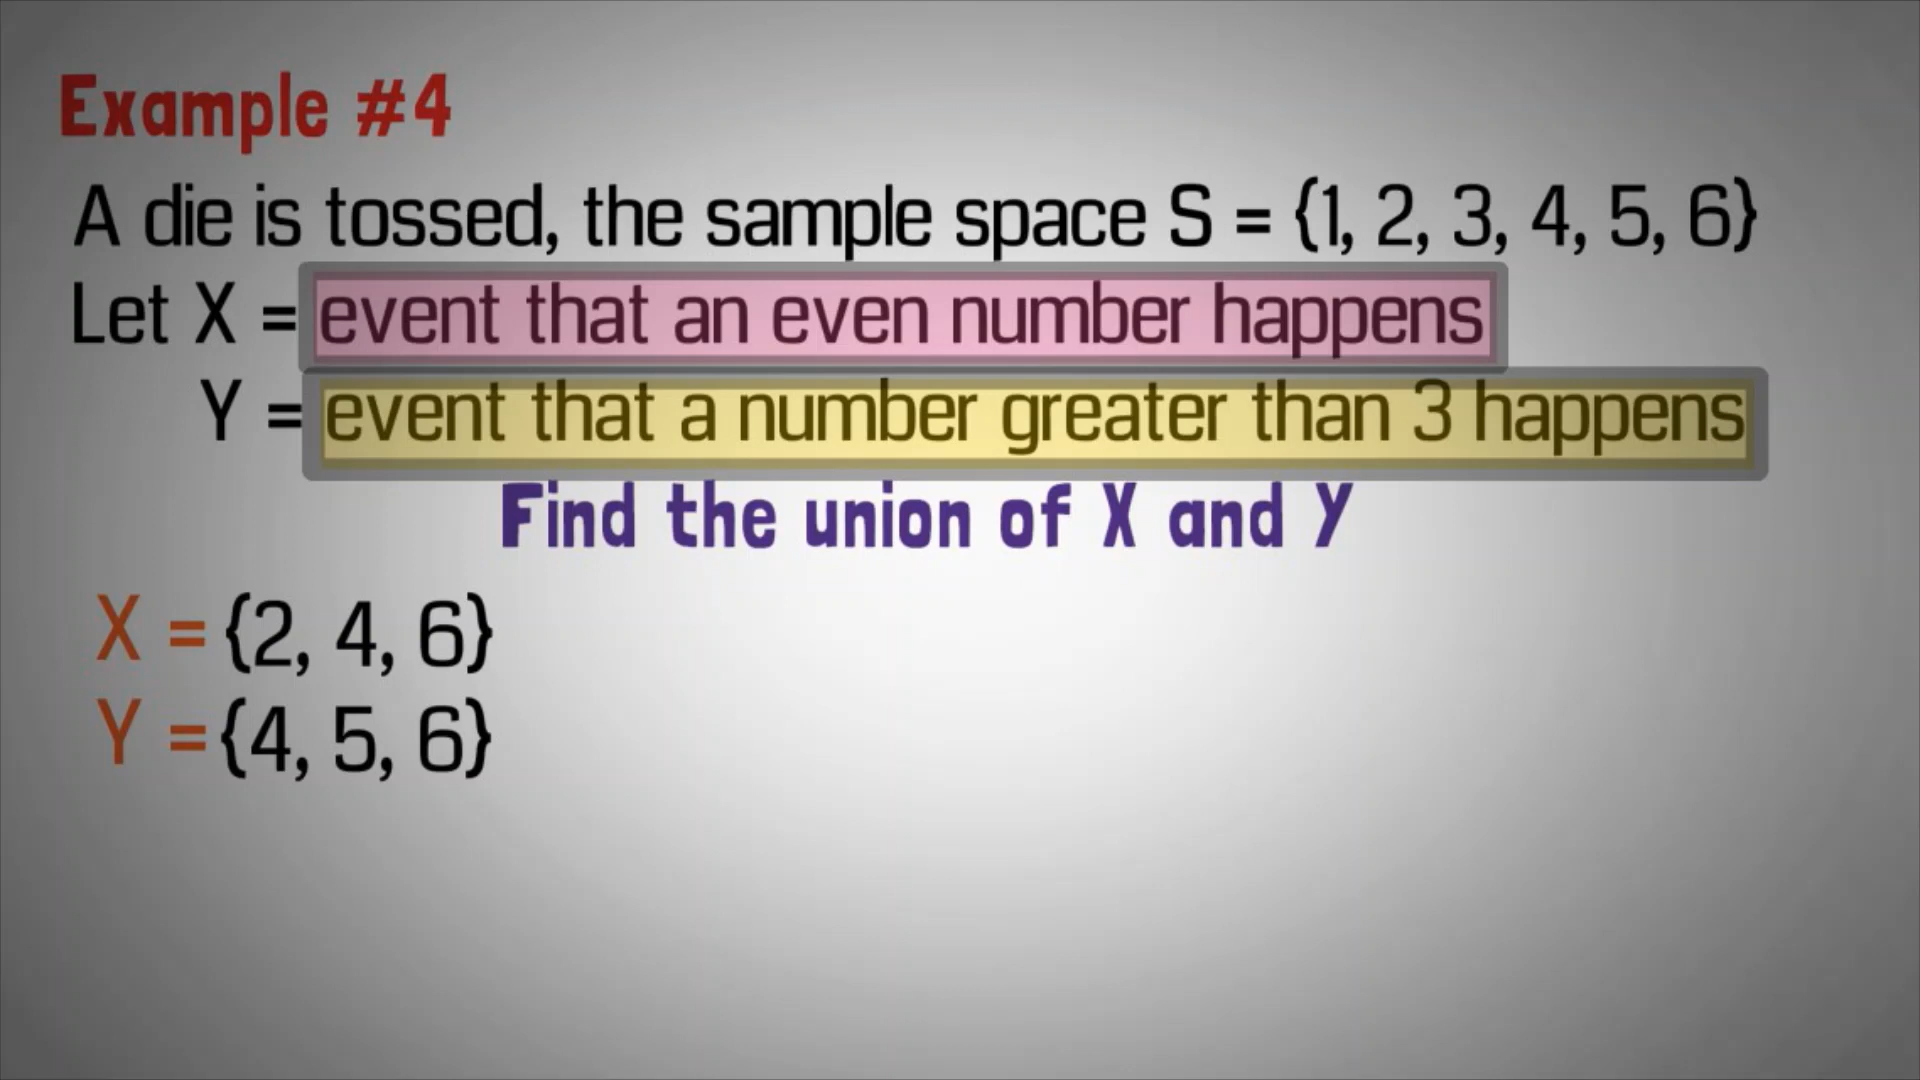 Example #4
A die is tossed, the sample space S = {1, 2, 3, 4, 5, 6}
Let X = event that an even number happens
Y = event that a number greater than 3 happens
Find the union of X and Y
X = {2, 4, 6}
Y = {4, 5, 6}